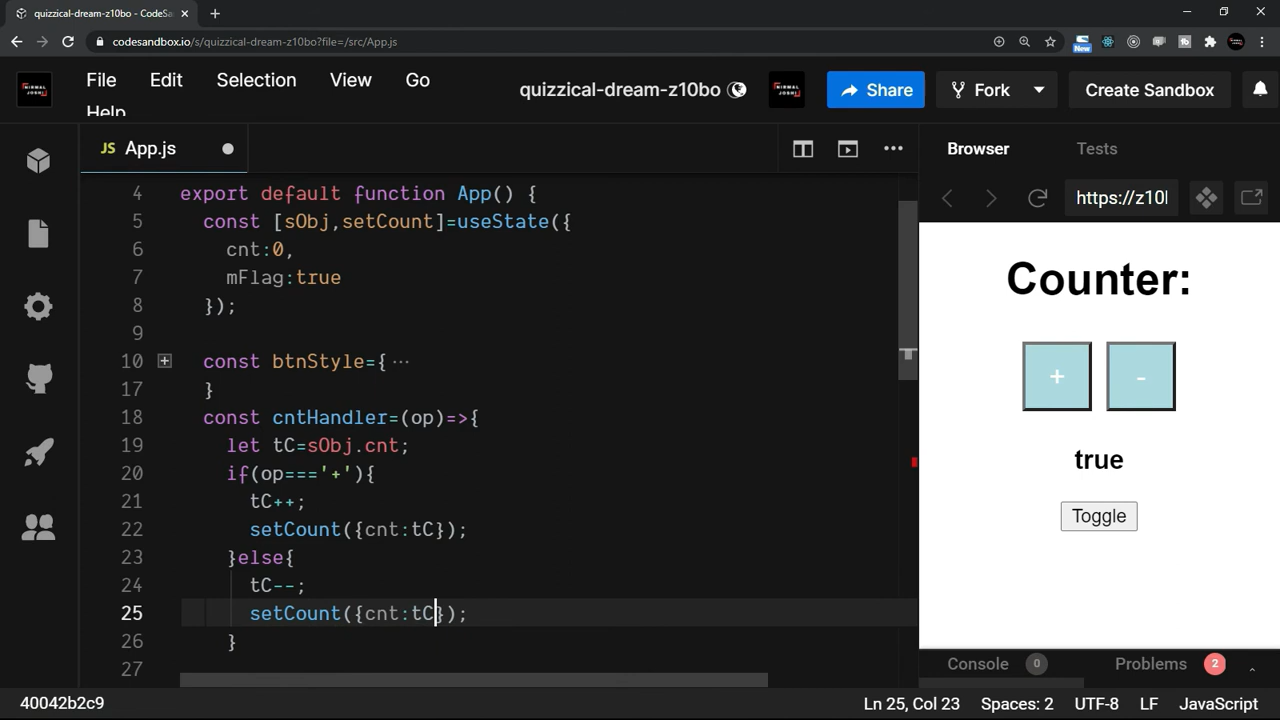 quizzical-dream-z10bo - CodeSa
codesandbox.io/s/quizzical-dream-z10bo?file=/src/App.js
New
File Edit Selection View Go
Help
NIRMAL JOSHI
quizzical-dream-z10bo
NIRMAL JOSHI
Share
Fork
Create Sandbox
JS App.js
Browser
Tests
https://z10l
4 export default function App() {
5 const [sObj,setCount]=useState({
6 cnt:0,
7 mFlag:true
8 });
9
10 const btnStyle={···
17 }
18 const cntHandler=(op)=>{
19 let tC=sObj.cnt;
20 if(op==='+'){
21 tC++;
22 setCount({cnt:tC});
23 }else{
24 tC--;
25 setCount({cnt:tC});
26 }
27
Counter:
+ -
true
Toggle
Console 0 Problems 2
40042b2c9
Ln 25, Col 23 Spaces: 2 UTF-8 LF JavaScript